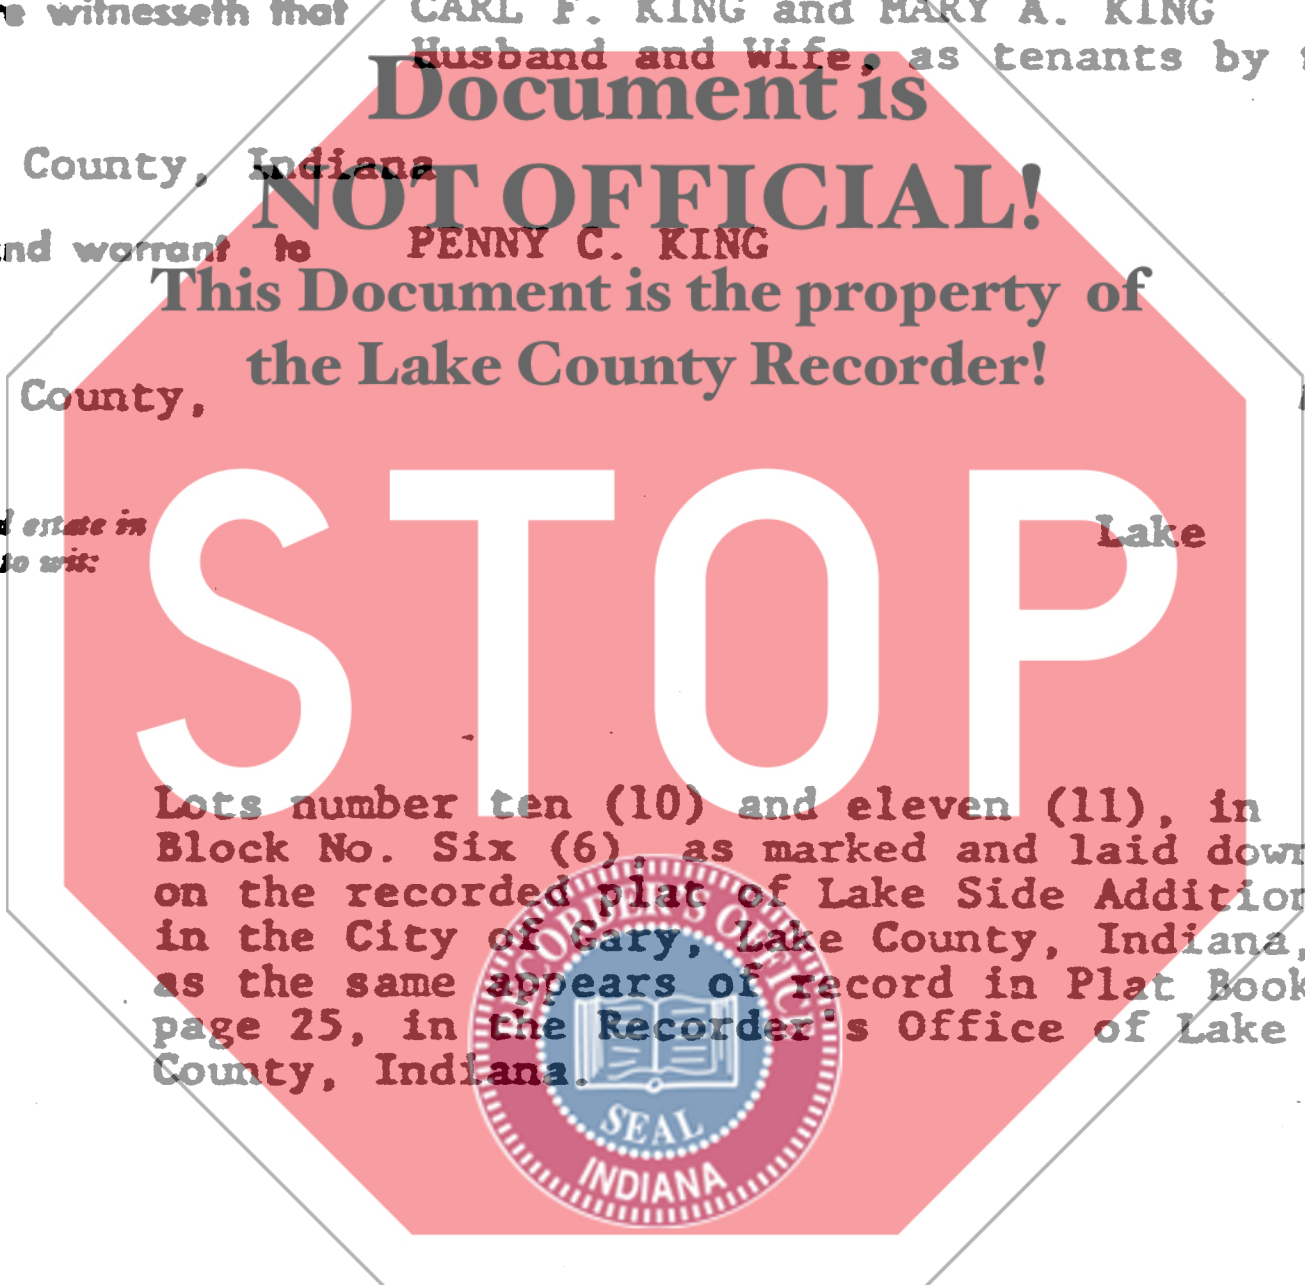 witnesseth that CARL F. KING and MARY A. KING
Husband and Wife, as tenants by
Document is
County, Indiana
NOT OFFICIAL!
nd warrant to PENNY C. KING
This Document is the property of
the Lake County Recorder!
County,
STOP
estate in Lake
to wit:
Lots number ten (10) and eleven (11), in
Block No. Six (6), as marked and laid down
on the recorded plat of Lake Side Addition
in the City of Gary, Lake County, Indiana,
as the same appears of record in Plat Book
page 25, in the Recorder's Office of Lake
County, Indiana.
RECORDER'S OFFIC
SEAL
INDIANA